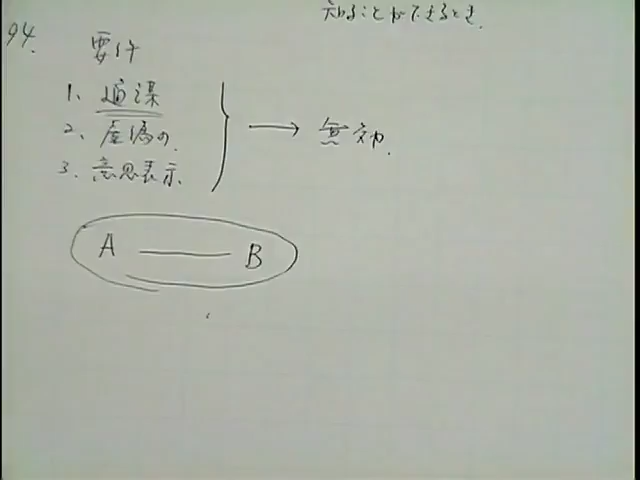 知ることができるとき.
94.
要件
1、通謀
2、虚偽の.
3.意思表示.
→ 無効.
A — B